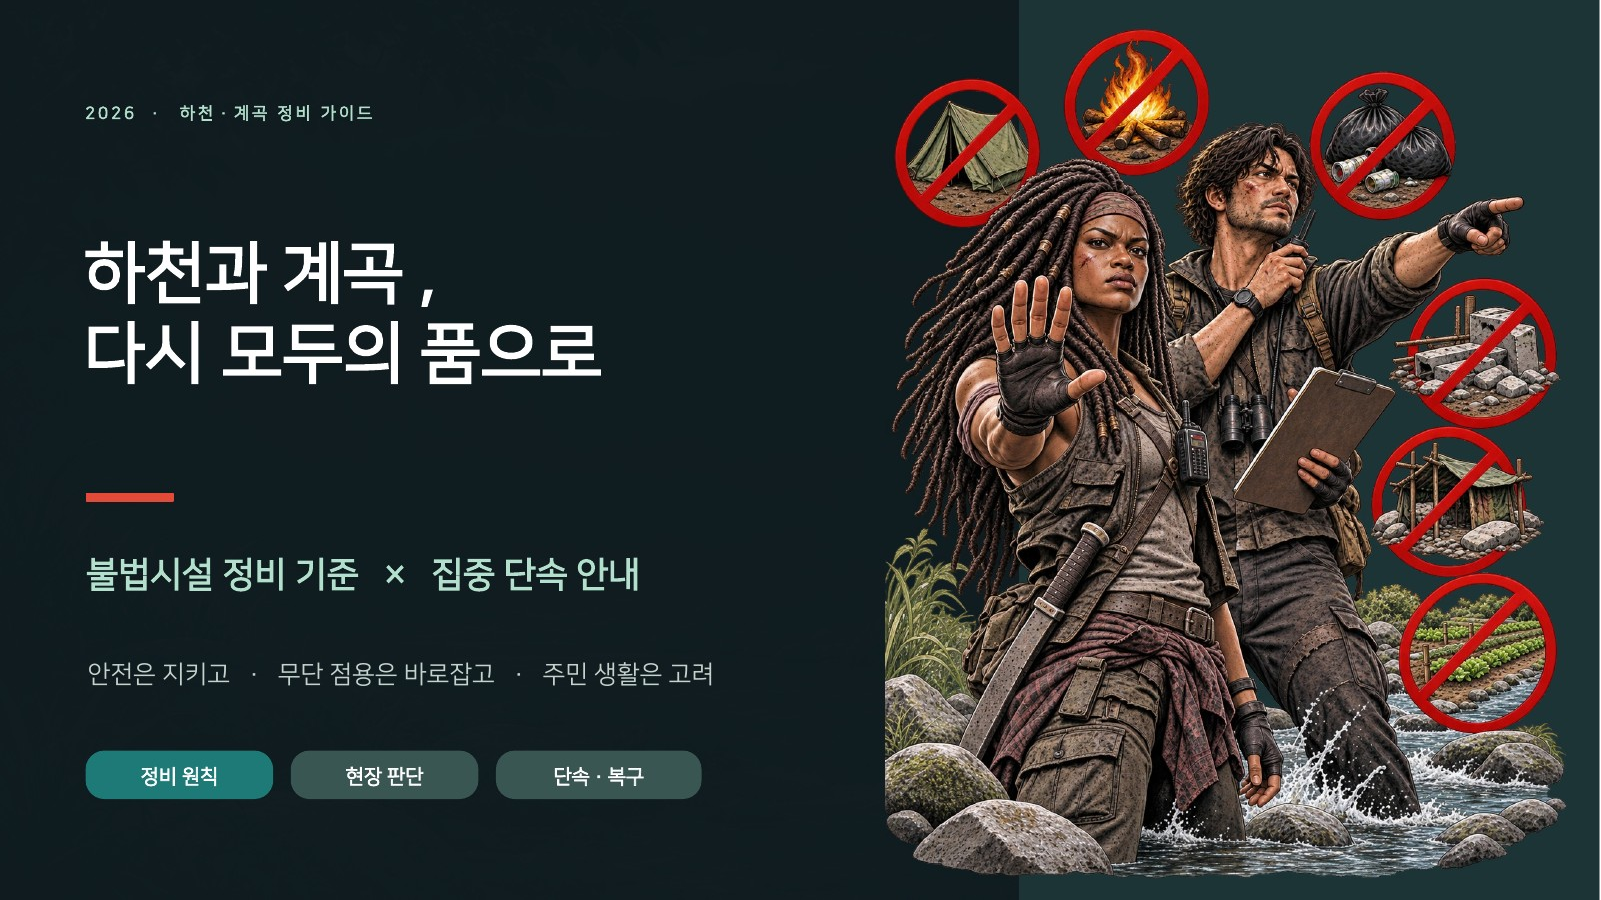 2026 · 하천·계곡 정비 가이드
하천과 계곡,
다시 모두의 품으로
불법시설 정비 기준 × 집중 단속 안내
안전은 지키고 · 무단 점용은 바로잡고 · 주민 생활은 고려
정비 원칙
현장 판단
단속·복구